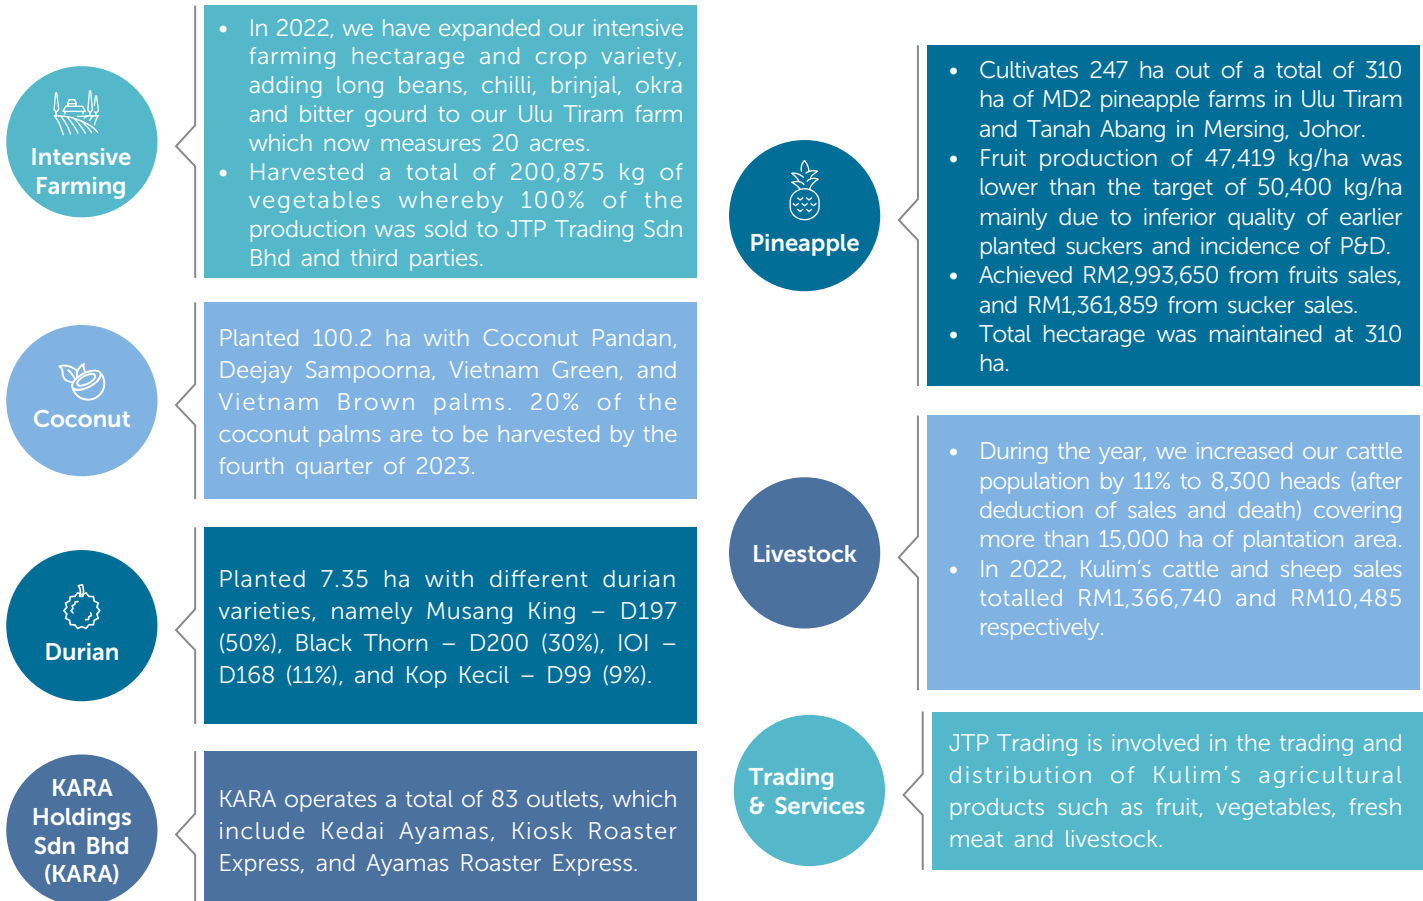 Intensive
Farming
• In 2022, we have expanded our intensive
farming hectarage and crop variety,
adding long beans, chilli, brinjal, okra
and bitter gourd to our Ulu Tiram farm
which now measures 20 acres.
• Harvested a total of 200,875 kg of
vegetables whereby 100% of the
production was sold to JTP Trading Sdn
Bhd and third parties.
Coconut
Planted 100.2 ha with Coconut Pandan,
Deejay Sampoorna, Vietnam Green, and
Vietnam Brown palms. 20% of the
coconut palms are to be harvested by the
fourth quarter of 2023.
Durian
Planted 7.35 ha with different durian
varieties, namely Musang King – D197
(50%), Black Thorn – D200 (30%), IOI –
D168 (11%), and Kop Kecil – D99 (9%).
KARA
Holdings
Sdn Bhd
(KARA)
KARA operates a total of 83 outlets, which
include Kedai Ayamas, Kiosk Roaster
Express, and Ayamas Roaster Express.
Pineapple
• Cultivates 247 ha out of a total of 310
ha of MD2 pineapple farms in Ulu Tiram
and Tanah Abang in Mersing, Johor.
• Fruit production of 47,419 kg/ha was
lower than the target of 50,400 kg/ha
mainly due to inferior quality of earlier
planted suckers and incidence of P&D.
• Achieved RM2,993,650 from fruits sales,
and RM1,361,859 from sucker sales.
• Total hectarage was maintained at 310
ha.
Livestock
• During the year, we increased our cattle
population by 11% to 8,300 heads (after
deduction of sales and death) covering
more than 15,000 ha of plantation area.
• In 2022, Kulim's cattle and sheep sales
totalled RM1,366,740 and RM10,485
respectively.
Trading
& Services
JTP Trading is involved in the trading and
distribution of Kulim's agricultural
products such as fruit, vegetables, fresh
meat and livestock.